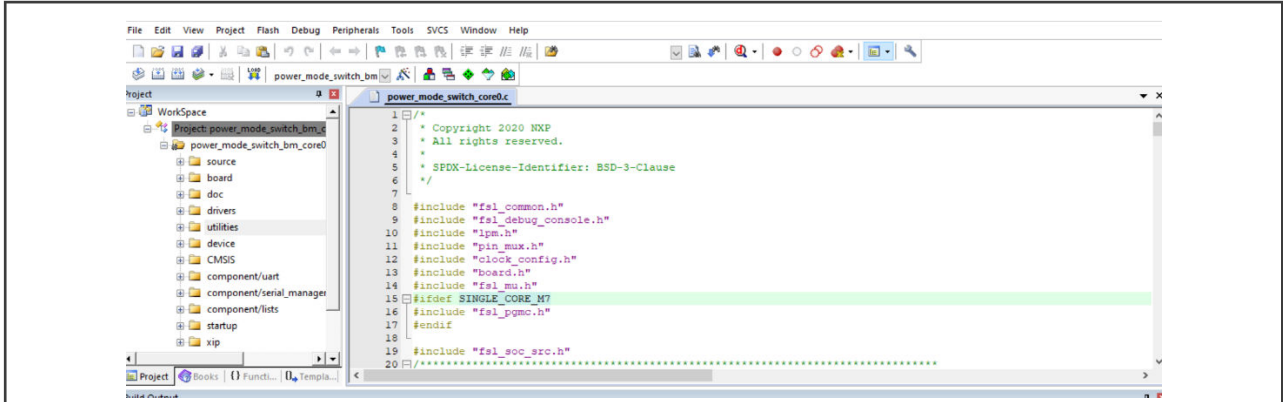 File Edit View Project Flash Debug Peripherals Tools SVCS Window Help
LOAD power_mode_switch_bm
Project
power_mode_switch_core0.c
WorkSpace
Project: power_mode_switch_bm_c
power_mode_switch_bm_core0
source
board
doc
drivers
utilities
device
CMSIS
component/uart
component/serial_manager
component/lists
startup
xip
1 /*
2 * Copyright 2020 NXP
3 * All rights reserved.
4 *
5 * SPDX-License-Identifier: BSD-3-Clause
6 */
7
8 #include "fsl_common.h"
9 #include "fsl_debug_console.h"
10 #include "lpm.h"
11 #include "pin_mux.h"
12 #include "clock_config.h"
13 #include "board.h"
14 #include "fsl_mu.h"
15 #ifdef SINGLE_CORE_M7
16 #include "fsl_pgmc.h"
17 #endif
18
19 #include "fsl_soc_src.h"
20 /*******************************************************************************
Project Books {} Functi... 0 Templa...
Build Output